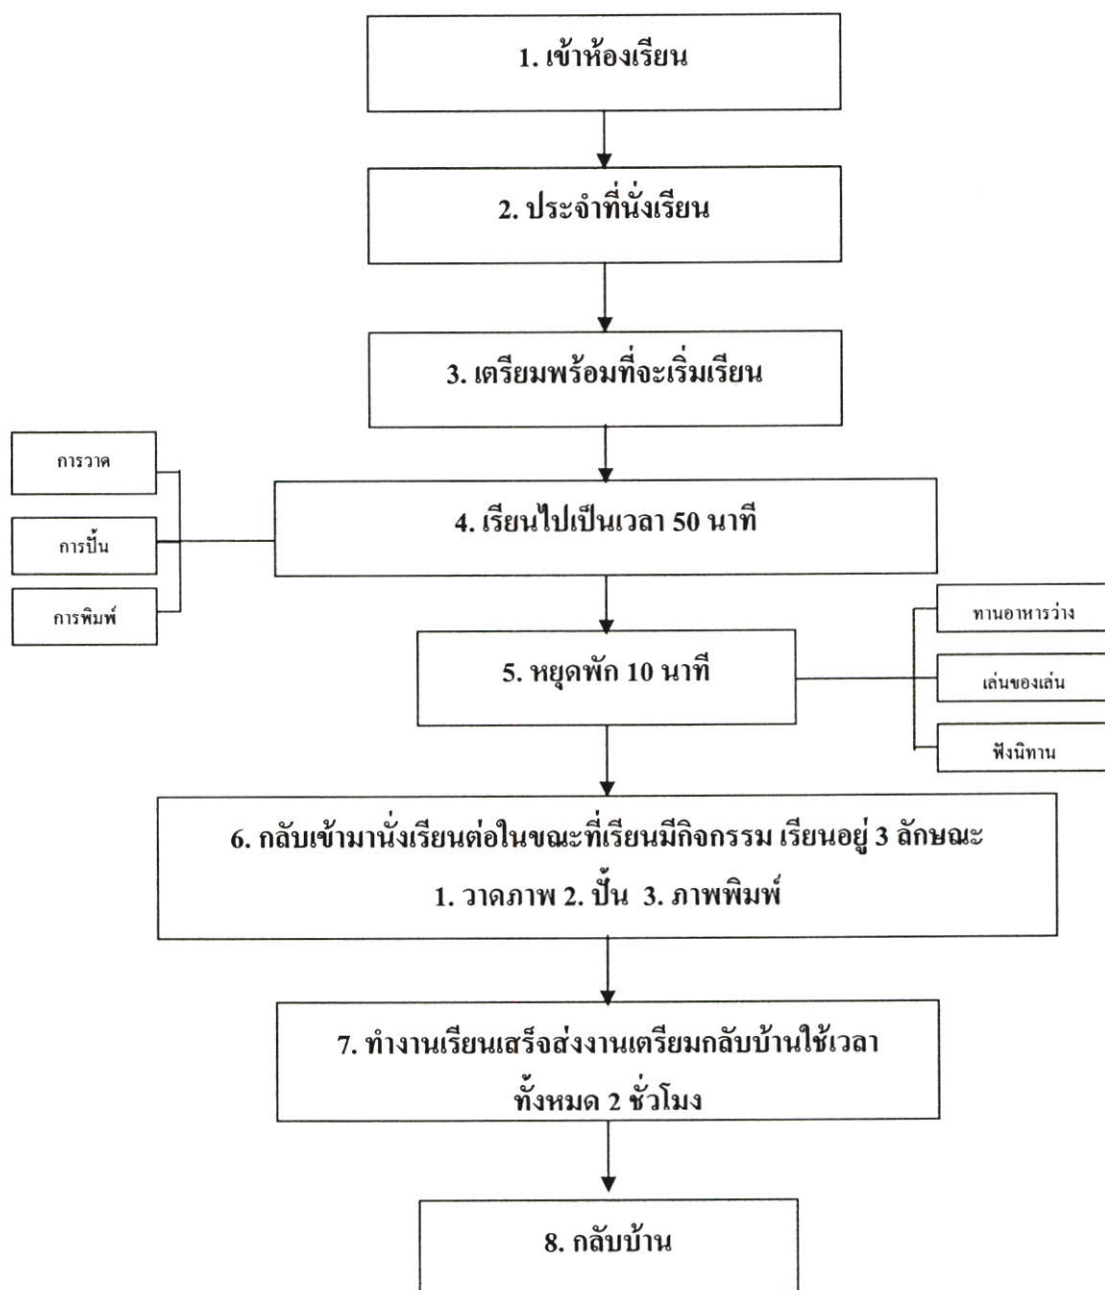 1. เข้าห้องเรียน
2. ประจำที่นั่งเรียน
3. เตรียมพร้อมที่จะเริ่มเรียน
การวาด
4. เรียนไปเป็นเวลา 50 นาที
การปั้น
การพิมพ์
ทานอาหารว่าง
5. หยุดพัก 10 นาที
เล่นของเล่น
ฟังนิทาน
6. กลับเข้ามานั่งเรียนต่อในขณะที่เรียนมีกิจกรรม เรียนอยู่ 3 ลักษณะ
1. วาดภาพ 2. ปั้น 3. ภาพพิมพ์
7. ทำงานเรียนเสร็จส่งงานเตรียมกลับบ้านใช้เวลา
ทั้งหมด 2 ชั่วโมง
8. กลับบ้าน